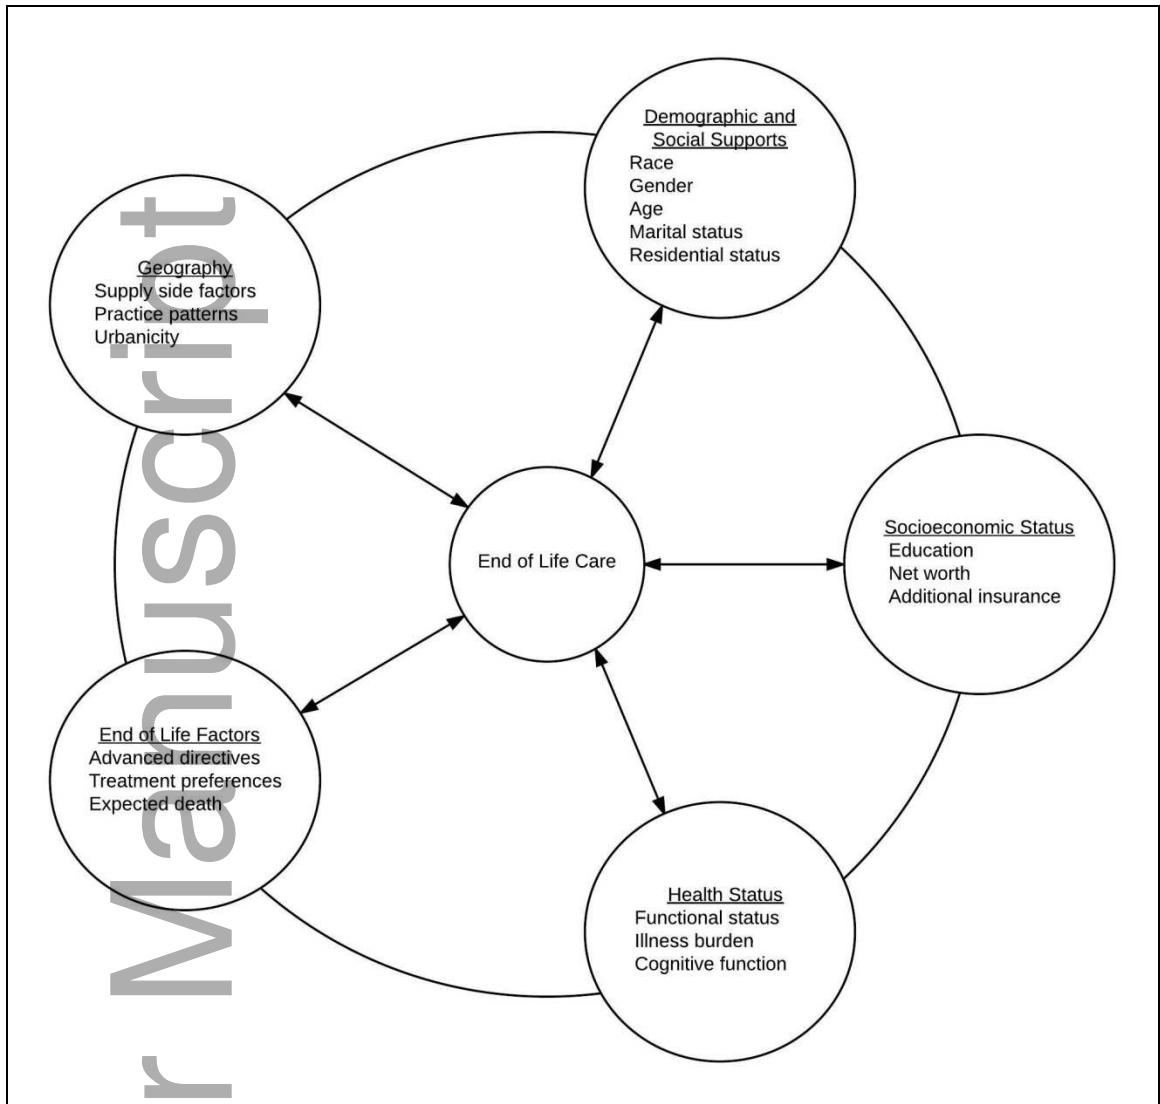 Demographic and
Social Supports
Race
Gender
Age
Marital status
Residential status
Geography
Supply side factors
Practice patterns
Urbanicity
Socioeconomic Status
Education
Net worth
Additional insurance
End of Life Care
End of Life Factors
Advanced directives
Treatment preferences
Expected death
Health Status
Functional status
Illness burden
Cognitive function
r Manuscript